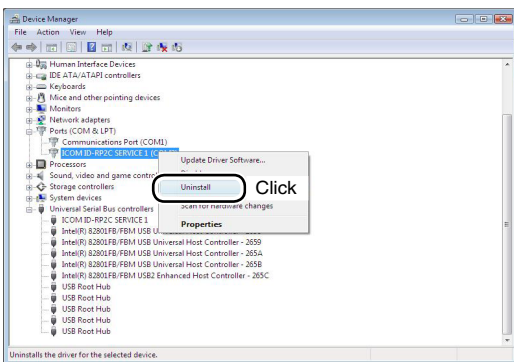 Device Manager
File Action View Help
Human Interface Devices
IDE ATA/ATAPI controllers
Keyboards
Mice and other pointing devices
Monitors
Network adapters
Ports (COM & LPT)
Communications Port (COM1)
ICOM ID-RP2C SERVICE 1
Update Driver Software...
Processors
Sound, video and game
Uninstall
Click
Storage controllers
Scan for hardware changes
System devices
Universal Serial Bus controllers
Properties
ICOM ID-RP2C SERVICE 1
Intel(R) 82801FB/FBM USB
Intel(R) 82801FB/FBM USB Universal Host Controller - 2659
Intel(R) 82801FB/FBM USB Universal Host Controller - 265A
Intel(R) 82801FB/FBM USB Universal Host Controller - 265B
Intel(R) 82801FB/FBM USB2 Enhanced Host Controller - 265C
USB Root Hub
USB Root Hub
USB Root Hub
USB Root Hub
USB Root Hub
Uninstalls the driver for the selected device.